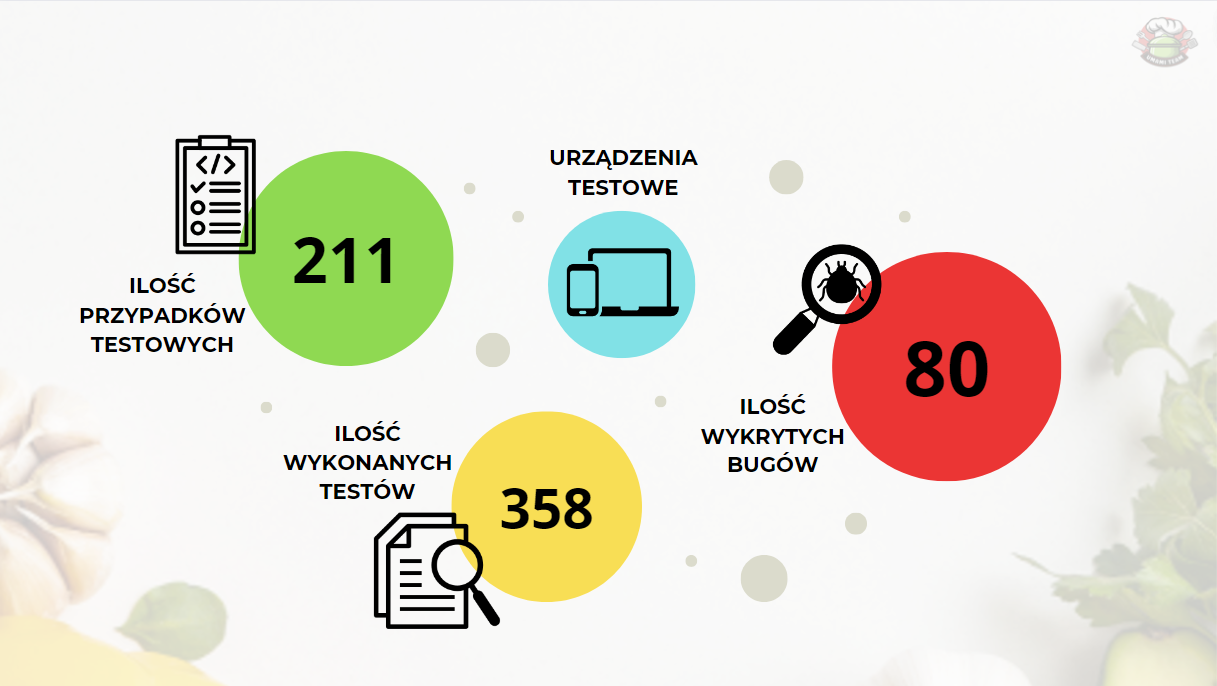 ILOŚĆ
PRZYPADKÓW
TESTOWYCH
211
URZĄDZENIA
TESTOWE
ILOŚĆ
WYKRYTYCH
BUGÓW
80
ILOŚĆ
WYKONANYCH
TESTÓW
358